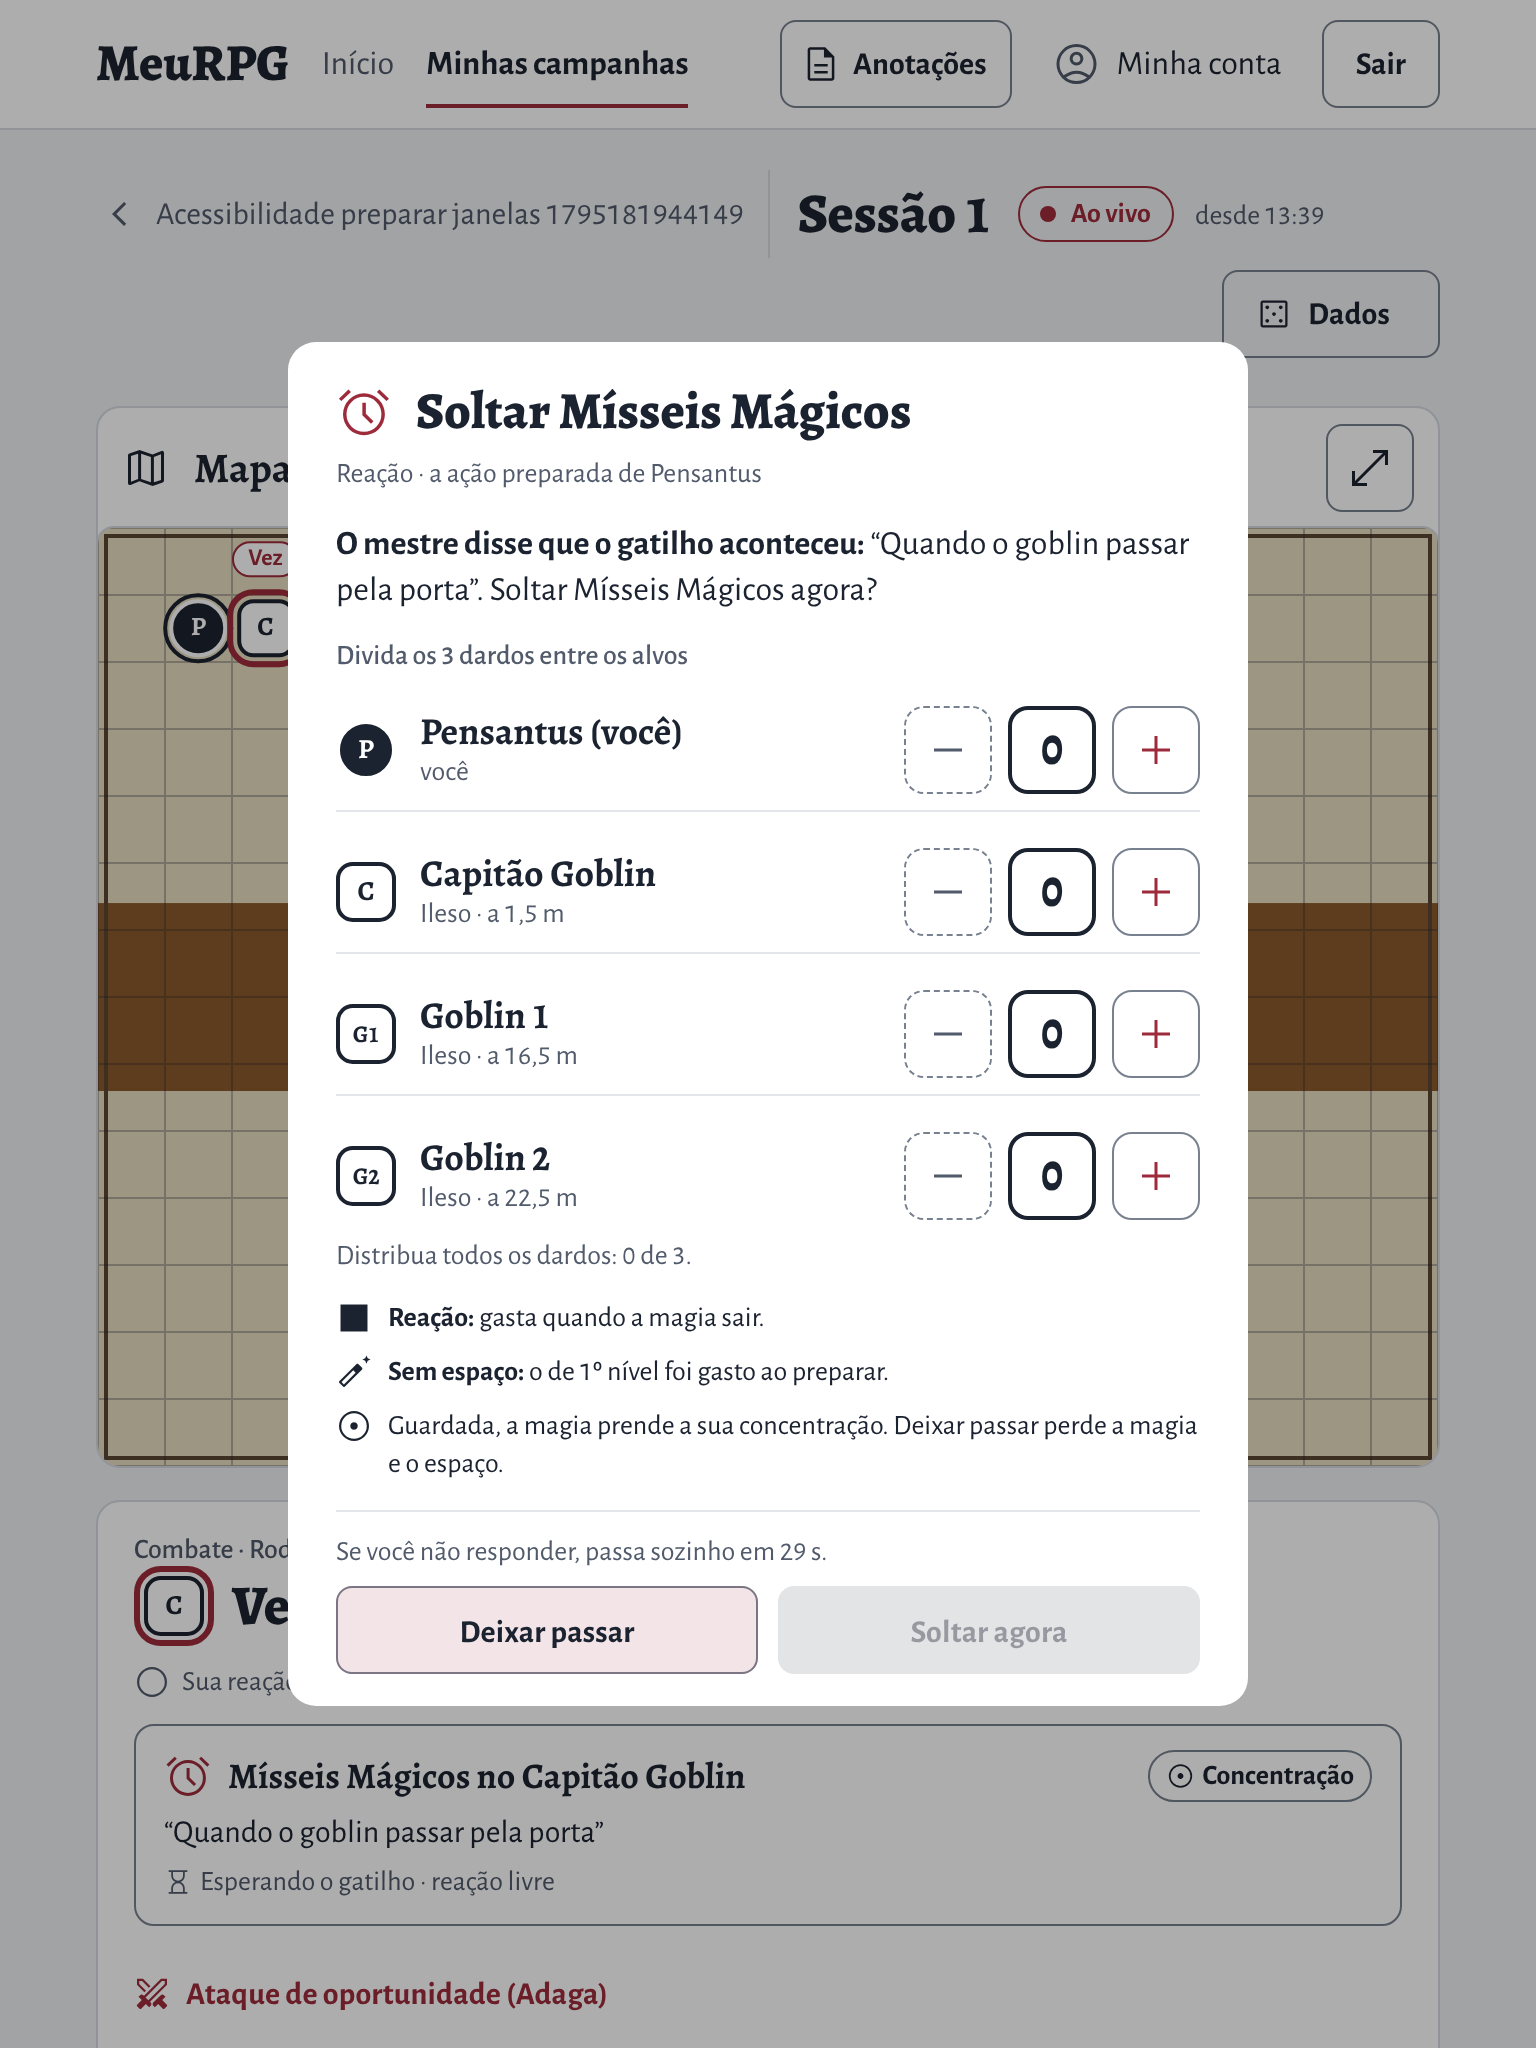 MeuRPG Início Minhas campanhas Anotações Minha conta Sair
Acessibilidade preparar janelas 1795181944149 Sessão 1 Ao vivo desde 13:39
Dados
Mapa
Vez
P C
Soltar Mísseis Mágicos
Reação · a ação preparada de Pensantus
O mestre disse que o gatilho aconteceu: “Quando o goblin passar
pela porta”. Soltar Mísseis Mágicos agora?
Divida os 3 dardos entre os alvos
P Pensantus (você) 0
você
C Capitão Goblin 0
Ileso · a 1,5 m
G1 Goblin 1 0
Ileso · a 16,5 m
G2 Goblin 2 0
Ileso · a 22,5 m
Distribua todos os dardos: 0 de 3.
Reação: gasta quando a magia sair.
Sem espaço: o de 1º nível foi gasto ao preparar.
Guardada, a magia prende a sua concentração. Deixar passar perde a magia
e o espaço.
Se você não responder, passa sozinho em 29 s.
Deixar passar Soltar agora
Combate · Rod
C Ve
Sua reaçã
Mísseis Mágicos no Capitão Goblin Concentração
“Quando o goblin passar pela porta”
Esperando o gatilho · reação livre
Ataque de oportunidade (Adaga)